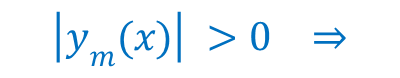 |y_m(x)| > 0 ⇒